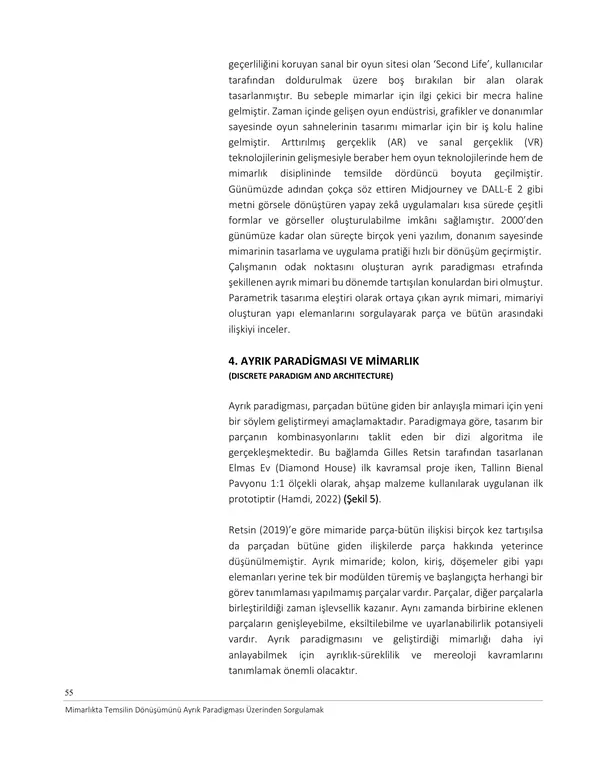 geçerliliğini koruyan sanal bir oyun sitesi olan ‘Second Life’, kullanıcılar
tarafından doldurulmak üzere boş bırakılan bir alan olarak
tasarlanmıştır. Bu sebeple mimarlar için ilgi çekici bir mecra haline
gelmiştir. Zaman içinde gelişen oyun endüstrisi, grafikler ve donanımlar
sayesinde oyun sahnelerinin tasarımı mimarlar için bir iş kolu haline
gelmiştir. Arttırılmış gerçeklik (AR) ve sanal gerçeklik (VR)
teknolojilerinin gelişmesiyle beraber hem oyun teknolojilerinde hem de
mimarlık disiplininde temsilde dördüncü boyuta geçilmiştir.
Günümüzde adından çokça söz ettiren Midjourney ve DALL-E 2 gibi
metni görsele dönüştüren yapay zekâ uygulamaları kısa sürede çeşitli
formlar ve görseller oluşturulabilme imkânı sağlamıştır. 2000’den
günümüze kadar olan süreçte birçok yeni yazılım, donanım sayesinde
mimarinin tasarlama ve uygulama pratiği hızlı bir dönüşüm geçirmiştir.
Çalışmanın odak noktasını oluşturan ayrık paradigması etrafında
şekillenen ayrık mimari bu dönemde tartışılan konulardan biri olmuştur.
Parametrik tasarıma eleştiri olarak ortaya çıkan ayrık mimari, mimariyi
oluşturan yapı elemanlarını sorgulayarak parça ve bütün arasındaki
ilişkiyi inceler.
4. AYRIK PARADİGMASI VE MİMARLIK
(DISCRETE PARADIGM AND ARCHITECTURE)
Ayrık paradigması, parçadan bütüne giden bir anlayışla mimari için yeni
bir söylem geliştirmeyi amaçlamaktadır. Paradigmaya göre, tasarım bir
parçanın kombinasyonlarını taklit eden bir dizi algoritma ile
gerçekleşmektedir. Bu bağlamda Gilles Retsin tarafından tasarlanan
Elmas Ev (Diamond House) ilk kavramsal proje iken, Tallinn Bienal
Pavyonu 1:1 ölçekli olarak, ahşap malzeme kullanılarak uygulanan ilk
prototiptir (Hamdi, 2022) (Şekil 5).
Retsin (2019)’e göre mimaride parça-bütün ilişkisi birçok kez tartışılsa
da parçadan bütüne giden ilişkilerde parça hakkında yeterince
düşünülmemiştir. Ayrık mimaride; kolon, kiriş, döşemeler gibi yapı
elemanları yerine tek bir modülden türemiş ve başlangıçta herhangi bir
görev tanımlaması yapılmamış parçalar vardır. Parçalar, diğer parçalarla
birleştirildiği zaman işlevsellik kazanır. Aynı zamanda birbirine eklenen
parçaların genişleyebilme, eksiltilebilme ve uyarlanabilirlik potansiyeli
vardır. Ayrık paradigmasını ve geliştirdiği mimarlığı daha iyi
anlayabilmek için ayrıklık-süreklilik ve mereoloji kavramlarını
tanımlamak önemli olacaktır.
55
Mimarlıkta Temsilin Dönüşümünü Ayrık Paradigması Üzerinden Sorgulamak